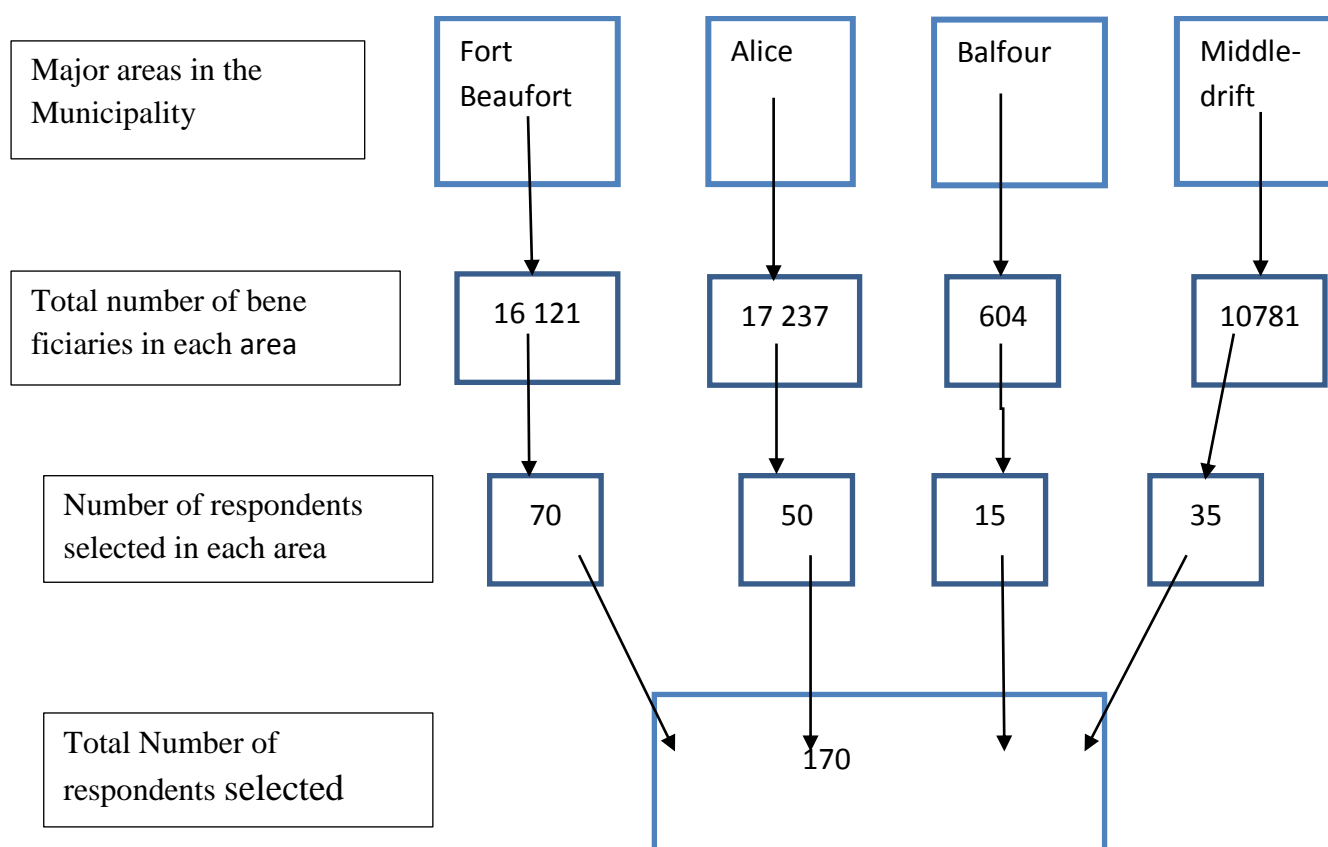 Major areas in the
Municipality
Fort
Beaufort
Alice
Balfour
Middle-
drift
Total number of bene
ficiaries in each area
16 121
17 237
604
10781
Number of respondents
selected in each area
70
50
15
35
Total Number of
respondents selected
170